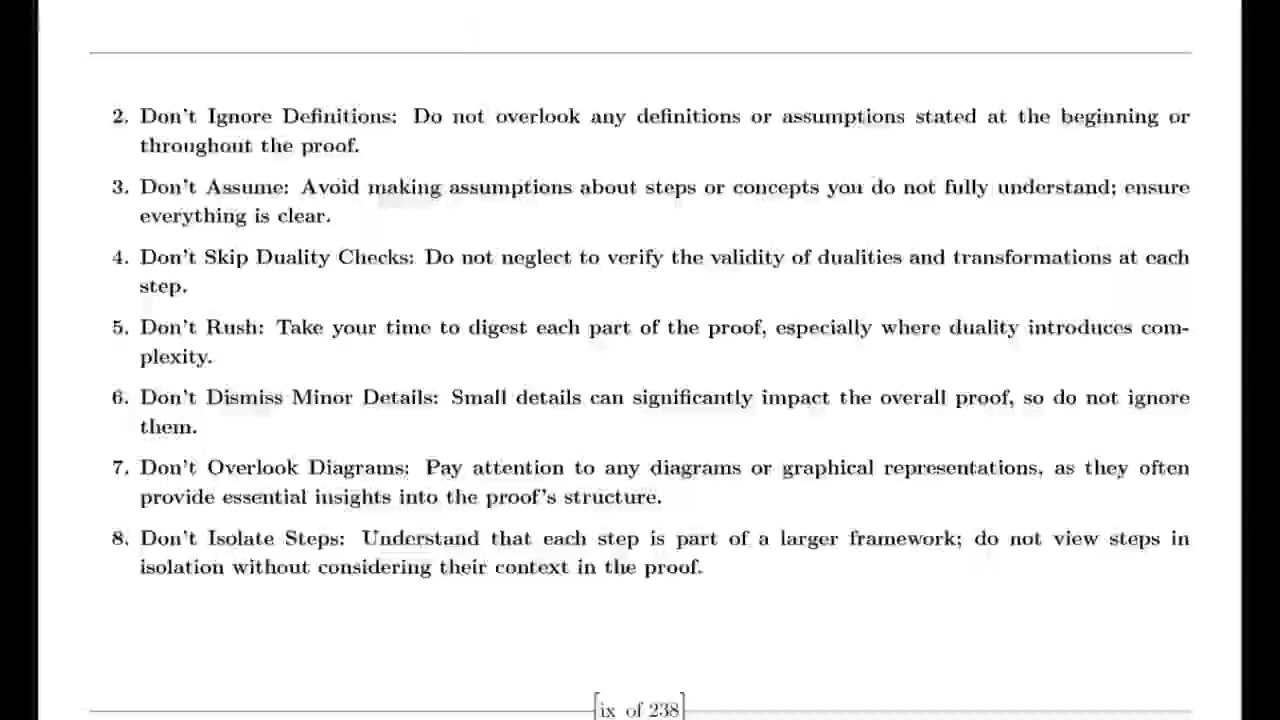 2. Don't Ignore Definitions: Do not overlook any definitions or assumptions stated at the beginning or
throughout the proof.
3. Don't Assume: Avoid making assumptions about steps or concepts you do not fully understand; ensure
everything is clear.
4. Don't Skip Duality Checks: Do not neglect to verify the validity of dualities and transformations at each
step.
5. Don't Rush: Take your time to digest each part of the proof, especially where duality introduces com-
plexity.
6. Don't Dismiss Minor Details: Small details can significantly impact the overall proof, so do not ignore
them.
7. Don't Overlook Diagrams: Pay attention to any diagrams or graphical representations, as they often
provide essential insights into the proof's structure.
8. Don't Isolate Steps: Understand that each step is part of a larger framework; do not view steps in
isolation without considering their context in the proof.
[ix of 238]